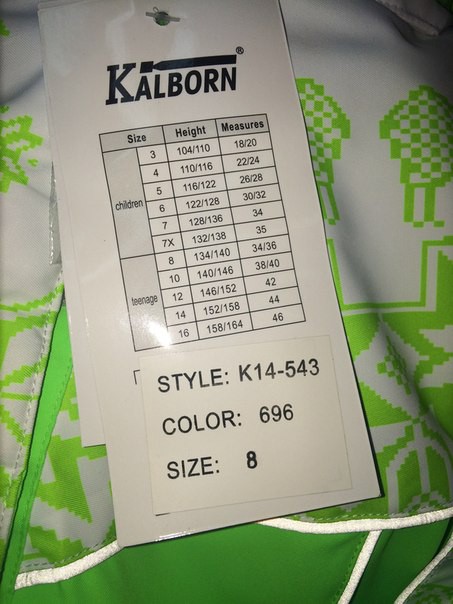 KALBORN®
Size Height Measures
children
3 104/110 18/20
4 110/116 22/24
5 116/122 26/28
6 122/128 30/32
7 128/136 34
7X 132/138 35
teenage
8 134/140 34/36
10 140/146 38/40
12 146/152 42
14 152/158 44
16 158/164 46
STYLE: K14-543
COLOR: 696
SIZE: 8